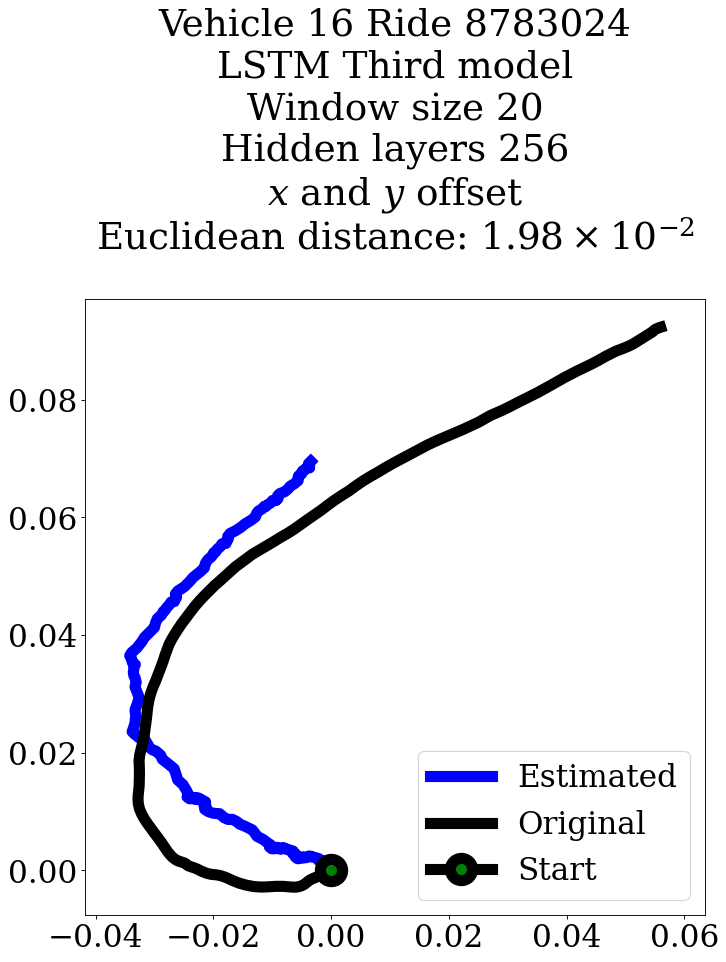 Vehicle 16 Ride 8783024
LSTM Third model
Window size 20
Hidden layers 256
x and y offset
Euclidean distance: 1.98 × 10⁻²
0.08
0.06
0.04
0.02
0.00
Estimated
Original
Start
−0.04 −0.02 0.00 0.02 0.04 0.06